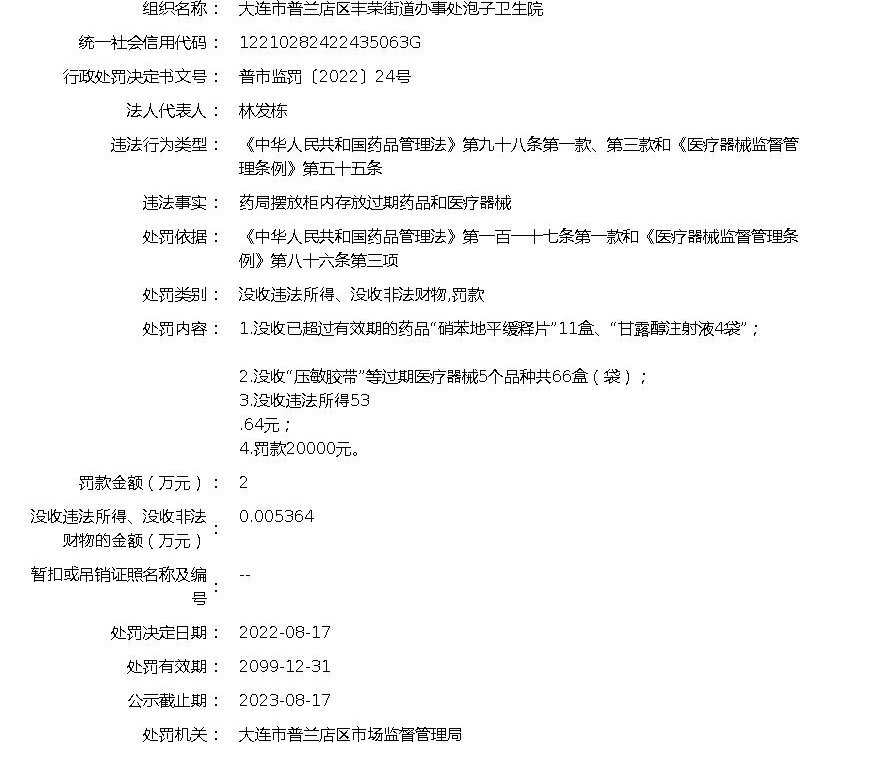 组织名称： 大连市普兰店区丰荣街道办事处泡子卫生院
统一社会信用代码： 12210282422435063G
行政处罚决定书文号： 普市监罚〔2022〕24号
法人代表人： 林发栋
违法行为类型： 《中华人民共和国药品管理法》第九十八条第一款、第三款和《医疗器械监督管
理条例》第五十五条
违法事实： 药局摆放柜内存放过期药品和医疗器械
处罚依据： 《中华人民共和国药品管理法》第一百一十七条第一款和《医疗器械监督管理条
例》第八十六条第三项
处罚类别： 没收违法所得、没收非法财物,罚款
处罚内容： 1.没收已超过有效期的药品“硝苯地平缓释片”11盒、“甘露醇注射液4袋”；
2.没收“压敏胶带”等过期医疗器械5个品种共66盒（袋）；
3.没收违法所得53
.64元；
4.罚款20000元。
罚款金额（万元）： 2
没收违法所得、没收非法
财物的金额（万元）： 0.005364
暂扣或吊销证照名称及编
号： --
处罚决定日期： 2022-08-17
处罚有效期： 2099-12-31
公示截止期： 2023-08-17
处罚机关： 大连市普兰店区市场监督管理局